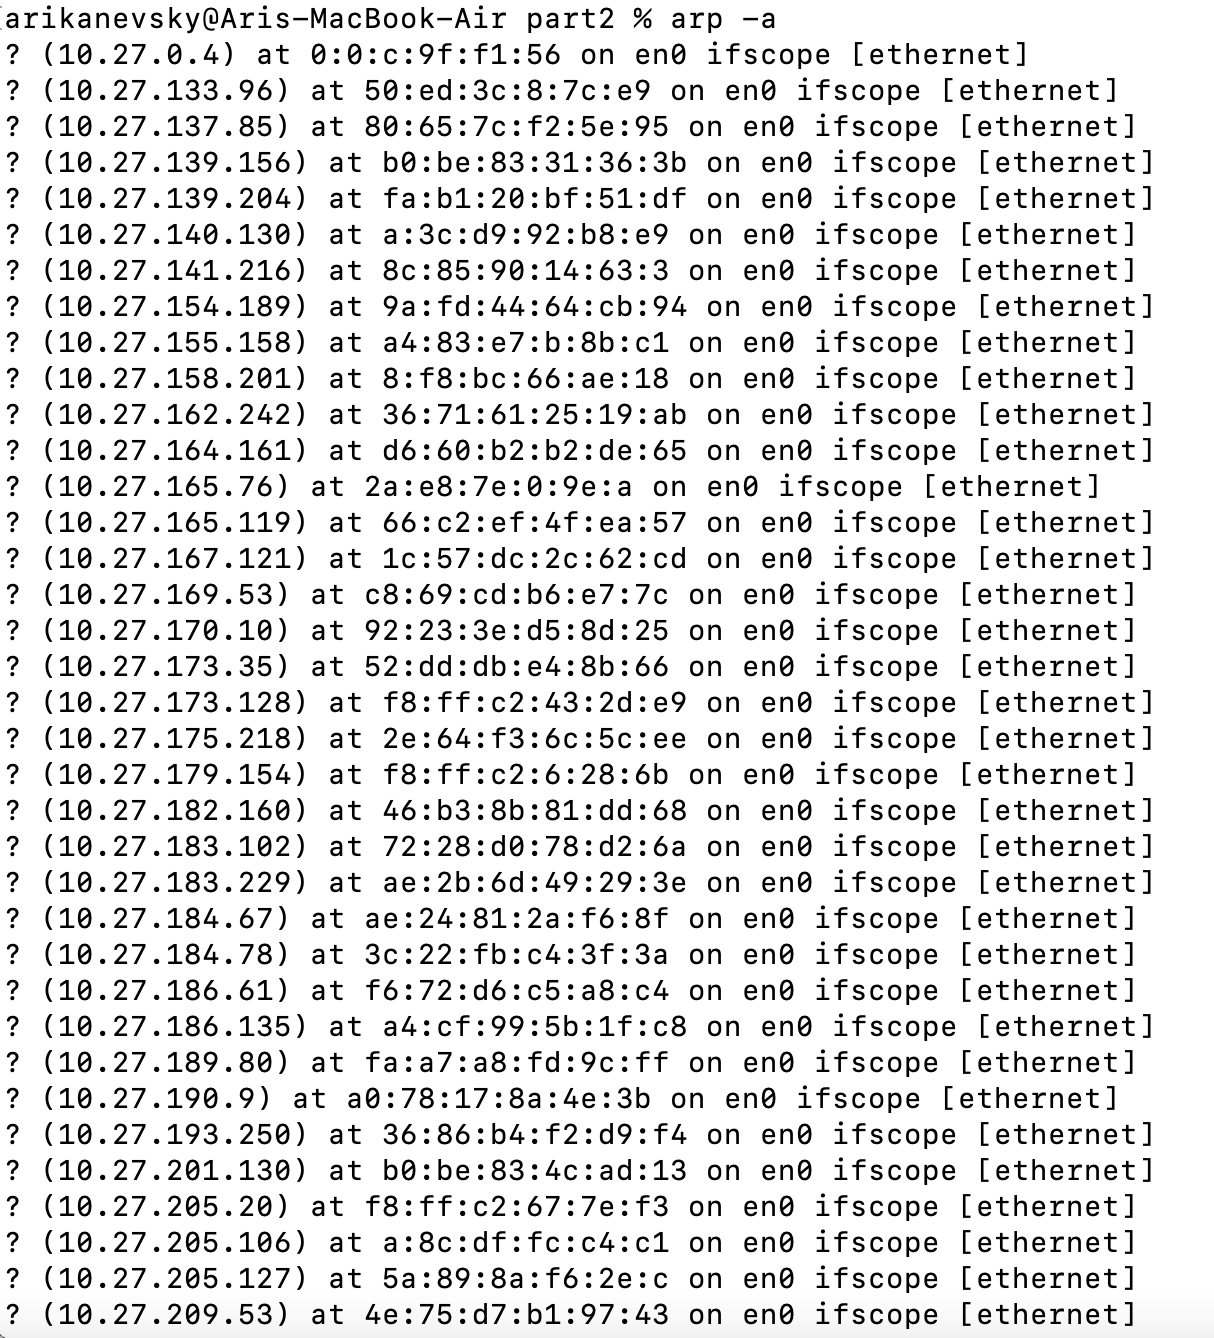 arikanevsky@Aris-MacBook-Air part2 % arp -a
? (10.27.0.4) at 0:0:c:9f:f1:56 on en0 ifscope [ethernet]
? (10.27.133.96) at 50:ed:3c:8:7c:e9 on en0 ifscope [ethernet]
? (10.27.137.85) at 80:65:7c:f2:5e:95 on en0 ifscope [ethernet]
? (10.27.139.156) at b0:be:83:31:36:3b on en0 ifscope [ethernet]
? (10.27.139.204) at fa:b1:20:bf:51:df on en0 ifscope [ethernet]
? (10.27.140.130) at a:3c:d9:92:b8:e9 on en0 ifscope [ethernet]
? (10.27.141.216) at 8c:85:90:14:63:3 on en0 ifscope [ethernet]
? (10.27.154.189) at 9a:fd:44:64:cb:94 on en0 ifscope [ethernet]
? (10.27.155.158) at a4:83:e7:b:8b:c1 on en0 ifscope [ethernet]
? (10.27.158.201) at 8:f8:bc:66:ae:18 on en0 ifscope [ethernet]
? (10.27.162.242) at 36:71:61:25:19:ab on en0 ifscope [ethernet]
? (10.27.164.161) at d6:60:b2:b2:de:65 on en0 ifscope [ethernet]
? (10.27.165.76) at 2a:e8:7e:0:9e:a on en0 ifscope [ethernet]
? (10.27.165.119) at 66:c2:ef:4f:ea:57 on en0 ifscope [ethernet]
? (10.27.167.121) at 1c:57:dc:2c:62:cd on en0 ifscope [ethernet]
? (10.27.169.53) at c8:69:cd:b6:e7:7c on en0 ifscope [ethernet]
? (10.27.170.10) at 92:23:3e:d5:8d:25 on en0 ifscope [ethernet]
? (10.27.173.35) at 52:dd:db:e4:8b:66 on en0 ifscope [ethernet]
? (10.27.173.128) at f8:ff:c2:43:2d:e9 on en0 ifscope [ethernet]
? (10.27.175.218) at 2e:64:f3:6c:5c:ee on en0 ifscope [ethernet]
? (10.27.179.154) at f8:ff:c2:6:28:6b on en0 ifscope [ethernet]
? (10.27.182.160) at 46:b3:8b:81:dd:68 on en0 ifscope [ethernet]
? (10.27.183.102) at 72:28:d0:78:d2:6a on en0 ifscope [ethernet]
? (10.27.183.229) at ae:2b:6d:49:29:3e on en0 ifscope [ethernet]
? (10.27.184.67) at ae:24:81:2a:f6:8f on en0 ifscope [ethernet]
? (10.27.184.78) at 3c:22:fb:c4:3f:3a on en0 ifscope [ethernet]
? (10.27.186.61) at f6:72:d6:c5:a8:c4 on en0 ifscope [ethernet]
? (10.27.186.135) at a4:cf:99:5b:1f:c8 on en0 ifscope [ethernet]
? (10.27.189.80) at fa:a7:a8:fd:9c:ff on en0 ifscope [ethernet]
? (10.27.190.9) at a0:78:17:8a:4e:3b on en0 ifscope [ethernet]
? (10.27.193.250) at 36:86:b4:f2:d9:f4 on en0 ifscope [ethernet]
? (10.27.201.130) at b0:be:83:4c:ad:13 on en0 ifscope [ethernet]
? (10.27.205.20) at f8:ff:c2:67:7e:f3 on en0 ifscope [ethernet]
? (10.27.205.106) at a:8c:df:fc:c4:c1 on en0 ifscope [ethernet]
? (10.27.205.127) at 5a:89:8a:f6:2e:c on en0 ifscope [ethernet]
? (10.27.209.53) at 4e:75:d7:b1:97:43 on en0 ifscope [ethernet]